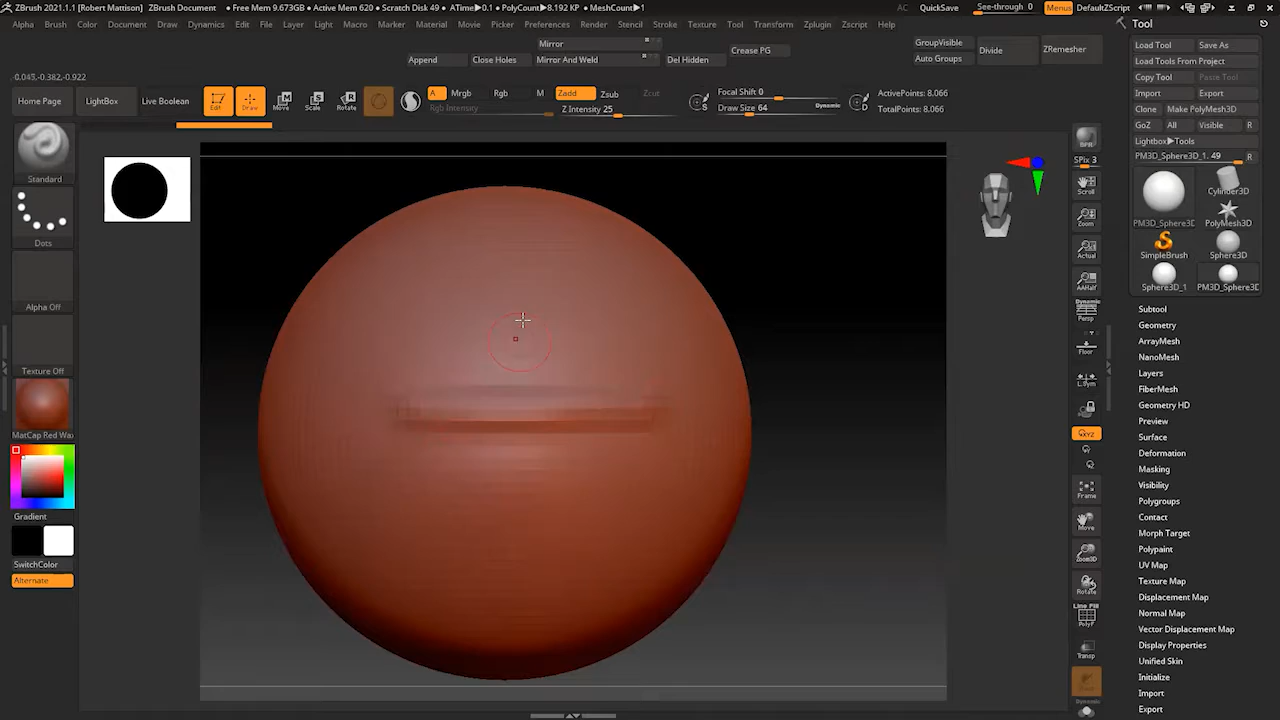 ZBrush 2021.1.1 [Robert Mattison] ZBrush Document • Free Mem 9.673GB • Active Mem 620 • Scratch Disk 49 • ATime▶0.1 • PolyCount▶8.192 KP • MeshCount▶1 AC QuickSave See-through 0 Menus DefaultZScript
Alpha Brush Color Document Draw Dynamics Edit File Layer Light Macro Marker Material Movie Picker Preferences Render Stencil Stroke Texture Tool Transform Zplugin Zscript Help
Tool
Append Close Holes Mirror Mirror And Weld Del Hidden Crease PG GroupVisible Auto Groups Divide ZRemesher
0.045,-0.382,-0.922
Home Page LightBox Live Boolean Edit Draw Move Scale Rotate A Mrgb Rgb M Zadd Zsub Zcut
Rgb Intensity Z Intensity 25
S Focal Shift 0 Draw Size 64 Dynamic D
ActivePoints: 8.066
TotalPoints: 8.066
Standard
Dots
Alpha Off
Texture Off
MatCap Red Wax
Gradient
SwitchColor
Alternate
BPR
SPix 3
Scroll
Zoom
Actual
AAHalf
Dynamic
Persp
Floor
L.Sym
XYZ
Frame
Move
Zoom3D
Rotate
Line Fill
PolyF
Transp
Dynamic
Load Tool Save As
Load Tools From Project
Copy Tool Paste Tool
Import Export
Clone Make PolyMesh3D
GoZ All Visible R
Lightbox▶Tools
PM3D_Sphere3D_1. 49 R
PM3D_Sphere3D Cylinder3D
PolyMesh3D
SimpleBrush Sphere3D
Sphere3D_1 PM3D_Sphere3D
Subtool
Geometry
ArrayMesh
NanoMesh
Layers
FiberMesh
Geometry HD
Preview
Surface
Deformation
Masking
Visibility
Polygroups
Contact
Morph Target
Polypaint
UV Map
Texture Map
Displacement Map
Normal Map
Vector Displacement Map
Display Properties
Unified Skin
Initialize
Import
Export